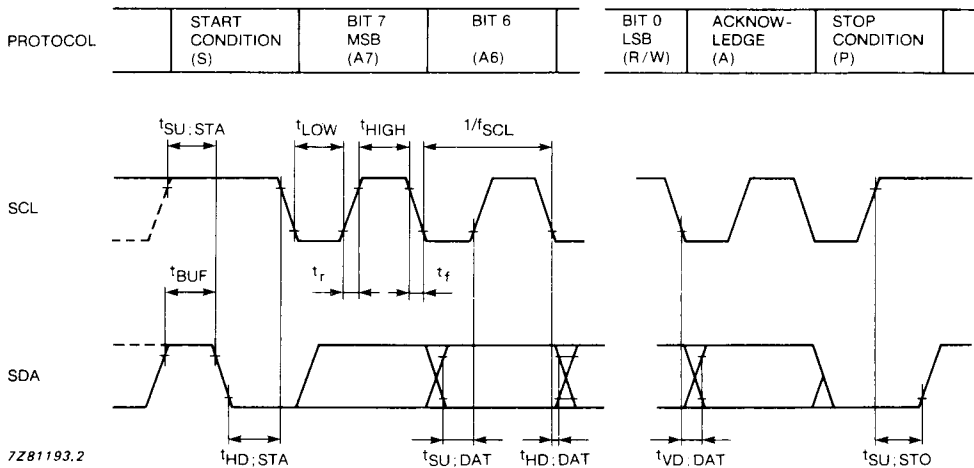 PROTOCOL
START
CONDITION
(S)
BIT 7
MSB
(A7)
BIT 6
(A6)
BIT 0
LSB
(R/W)
ACKNOW-
LEDGE
(A)
STOP
CONDITION
(P)
tSU;STA
tLOW
tHIGH
1/fSCL
SCL
tBUF
tr
tf
SDA
tHD;STA
tSU;DAT
tHD;DAT
tVD;DAT
tSU;STO
7Z81193.2